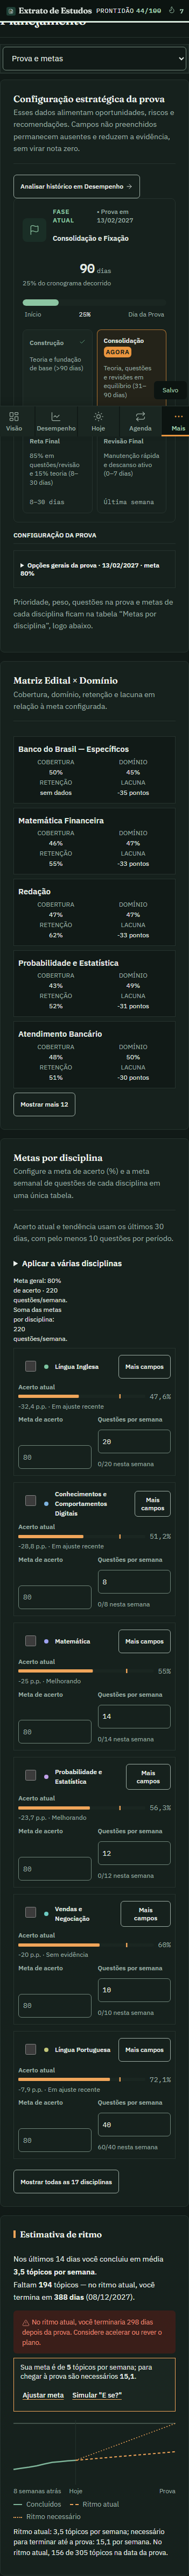 Extrato de Estudos PRONTIDÃO 44/100 7
Planejamento
Prova e metas
Configuração estratégica da prova
Esses dados alimentam oportunidades, riscos e
recomendações. Campos não preenchidos
permanecem ausentes e reduzem a evidência,
sem virar nota zero.
Analisar histórico em Desempenho →
FASE ATUAL
• Prova em 13/02/2027
Consolidação e Fixação
90 dias
25% do cronograma decorrido
Início 25% Dia da Prova
Construção ✓
Teoria e fundação
de base (>90 dias)
Consolidação
AGORA
Teoria, questões
e revisões em
equilíbrio (31–
90 dias)
Salvo
Visão Desempenho Hoje Agenda Mais
Reta Final
85% em
questões/revisão
e 15% teoria (8–
30 dias)
8–30 dias
Revisão Final
Manutenção rápida
e descanso ativo
(0–7 dias)
Última semana
CONFIGURAÇÃO DA PROVA
▶ Opções gerais da prova · 13/02/2027 · meta
80%
Prioridade, peso, questões na prova e metas de
cada disciplina ficam na tabela "Metas por
disciplina", logo abaixo.
Matriz Edital × Domínio
Cobertura, domínio, retenção e lacuna em
relação à meta configurada.
Banco do Brasil — Específicos
COBERTURA DOMÍNIO
50% 45%
RETENÇÃO LACUNA
sem dados -35 pontos
Matemática Financeira
COBERTURA DOMÍNIO
46% 47%
RETENÇÃO LACUNA
55% -33 pontos
Redação
COBERTURA DOMÍNIO
47% 47%
RETENÇÃO LACUNA
62% -33 pontos
Probabilidade e Estatística
COBERTURA DOMÍNIO
43% 49%
RETENÇÃO LACUNA
52% -31 pontos
Atendimento Bancário
COBERTURA DOMÍNIO
48% 50%
RETENÇÃO LACUNA
51% -30 pontos
Mostrar mais 12
Metas por disciplina
Configure a meta de acerto (%) e a meta
semanal de questões de cada disciplina em
uma única tabela.
Acerto atual e tendência usam os últimos 30
dias, com pelo menos 10 questões por período.
▶ Aplicar a várias disciplinas
Meta geral: 80%
de acerto · 220
questões/semana.
Soma das metas
por disciplina:
220
questões/semana.
Língua Inglesa Mais campos
Acerto atual
47,6%
-32,4 p.p. · Em ajuste recente
Meta de acerto Questões por semana
80 20
0/20 nesta semana
Conhecimentos e
Comportamentos
Digitais
Mais campos
Acerto atual
51,2%
-28,8 p.p. · Em ajuste recente
Meta de acerto Questões por semana
80 8
0/8 nesta semana
Matemática Mais campos
Acerto atual
55%
-25 p.p. · Melhorando
Meta de acerto Questões por semana
80 14
0/14 nesta semana
Probabilidade e
Estatística
Mais campos
Acerto atual
56,3%
-23,7 p.p. · Melhorando
Meta de acerto Questões por semana
80 12
0/12 nesta semana
Vendas e
Negociação
Mais campos
Acerto atual
60%
-20 p.p. · Sem evidência
Meta de acerto Questões por semana
80 10
0/10 nesta semana
Língua Portuguesa Mais campos
Acerto atual
72,1%
-7,9 p.p. · Em ajuste recente
Meta de acerto Questões por semana
80 40
60/40 nesta semana
Mostrar todas as 17 disciplinas
Estimativa de ritmo
Nos últimos 14 dias você concluiu em média
3,5 tópicos por semana.
Faltam 194 tópicos — no ritmo atual, você
termina em 388 dias (08/12/2027).
No ritmo atual, você terminaria 298 dias
depois da prova. Considere acelerar ou rever o
plano.
Sua meta é de 5 tópicos por semana; para
chegar à prova são necessários 15,1.
Ajustar meta Simular "E se?"
8 semanas atrás Hoje Prova
Concluídos Ritmo atual
Ritmo necessário
Ritmo atual: 3,5 tópicos por semana; necessário
para terminar até a prova: 15,1 por semana. No
ritmo atual, 156 de 305 tópicos na data da prova.